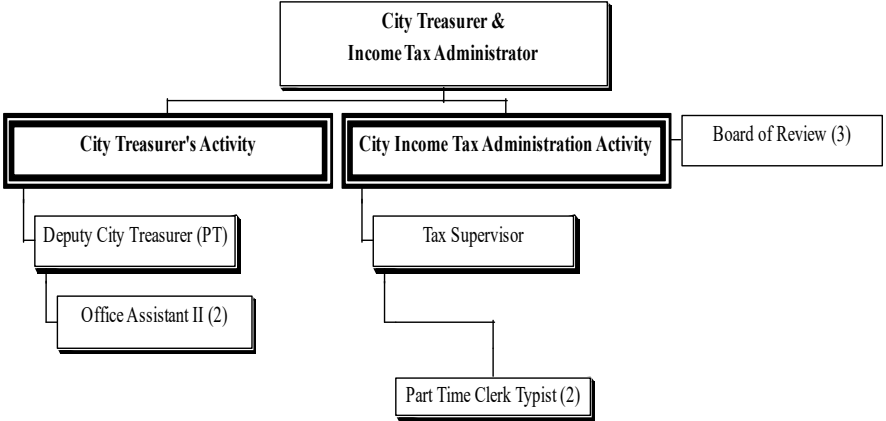 City Treasurer &
Income Tax Administrator
City Treasurer's Activity
City Income Tax Administration Activity
Board of Review (3)
Deputy City Treasurer (PT)
Tax Supervisor
Office Assistant II (2)
Part Time Clerk Typist (2)